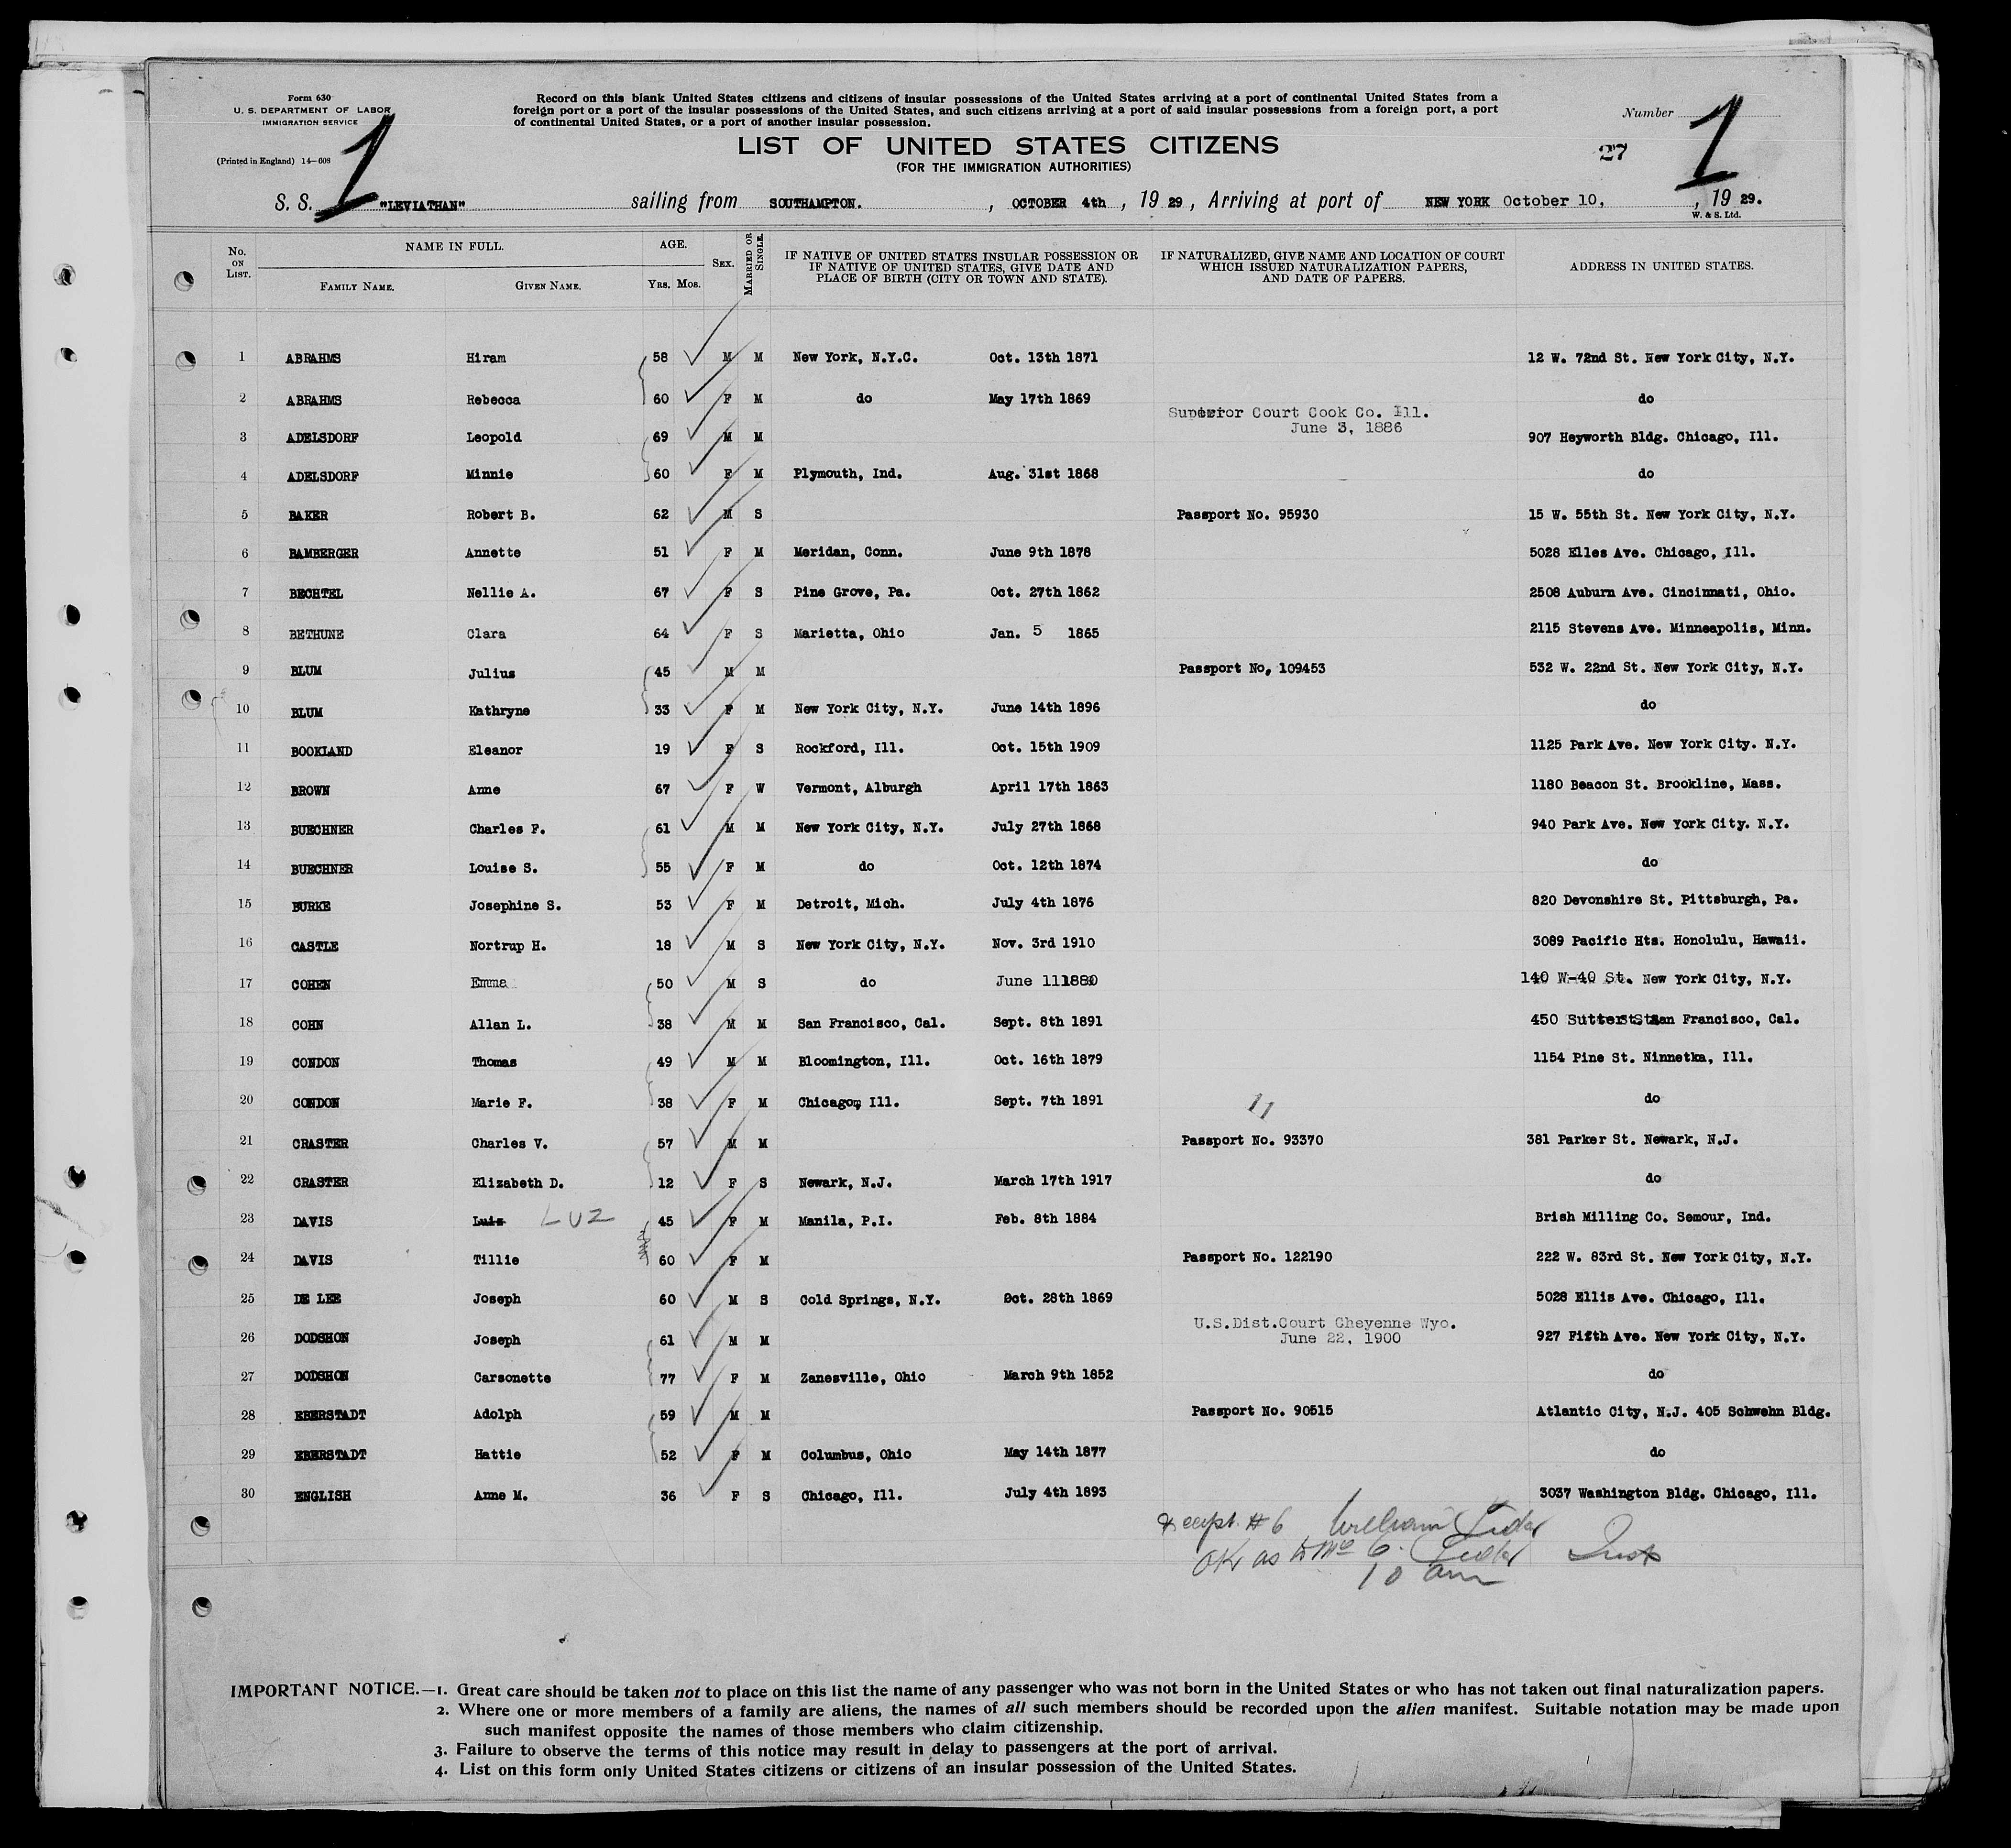 Form 630
U. S. DEPARTMENT OF LABOR
IMMIGRATION SERVICE
(Printed in England) 14-608
Record on this blank United States citizens and citizens of insular possessions of the United States arriving at a port of continental United States from a
foreign port or a port of the insular possessions of the United States, and such citizens arriving at a port of said insular possessions from a foreign port, a port
of continental United States, or a port of another insular possession.
Number
1
1
LIST OF UNITED STATES CITIZENS
(FOR THE IMMIGRATION AUTHORITIES)
27
S. S. "LEVIATHAN" sailing from SOUTHAMPTON. , OCTOBER 4th , 19 29 , Arriving at port of NEW YORK October 10, , 19 29.
W. & S. Ltd.
No. ON LIST. NAME IN FULL. FAMILY NAME. GIVEN NAME. AGE. YRS. MOS. SEX. MARRIED OR SINGLE. IF NATIVE OF UNITED STATES INSULAR POSSESSION OR IF NATIVE OF UNITED STATES, GIVE DATE AND PLACE OF BIRTH (CITY OR TOWN AND STATE). IF NATURALIZED, GIVE NAME AND LOCATION OF COURT WHICH ISSUED NATURALIZATION PAPERS, AND DATE OF PAPERS. ADDRESS IN UNITED STATES.
1 ABRAHMS Hiram 58 M M New York, N.Y.C. Oct. 13th 1871 12 W. 72nd St. New York City, N.Y.
2 ABRAHMS Rebecca 60 F M do May 17th 1869 do
Superior Court Cook Co. Ill.
June 3, 1886
3 ADELSDORF Leopold 69 M M 907 Heyworth Bldg. Chicago, Ill.
4 ADELSDORF Minnie 60 F M Plymouth, Ind. Aug. 31st 1868 do
5 BAKER Robert B. 62 M S Passport No. 95930 15 W. 55th St. New York City, N.Y.
6 BAMBERGER Annette 51 F M Meridan, Conn. June 9th 1878 5028 Elles Ave. Chicago, Ill.
7 BECHTEL Nellie A. 67 F S Pine Grove, Pa. Oct. 27th 1862 2508 Auburn Ave. Cincinnati, Ohio.
8 BETHUNE Clara 64 F S Marietta, Ohio Jan. 5 1865 2115 Stevens Ave. Minneapolis, Minn.
9 BLUM Julius 45 M M Passport No, 109453 532 W. 22nd St. New York City, N.Y.
10 BLUM Kathryne 33 F M New York City, N.Y. June 14th 1896 do
11 BOOKLAND Eleanor 19 F S Rockford, Ill. Oct. 15th 1909 1125 Park Ave. New York City. N.Y.
12 BROWN Anne 67 F W Vermont, Alburgh April 17th 1863 1180 Beacon St. Brookline, Mass.
13 BUECHNER Charles F. 61 M M New York City, N.Y. July 27th 1868 940 Park Ave. New York City. N.Y.
14 BUECHNER Louise S. 55 F M do Oct. 12th 1874 do
15 BURKE Josephine S. 53 F M Detroit, Mich. July 4th 1876 820 Devonshire St. Pittsburgh, Pa.
16 CASTLE Nortrup H. 18 M S New York City, N.Y. Nov. 3rd 1910 3089 Pacific Hts. Honolulu, Hawaii.
17 COHEN Emma 50 M S do June 11 1880 140 W-40 St. New York City, N.Y.
18 COHN Allan L. 38 M M San Francisco, Cal. Sept. 8th 1891 450 Sutter St. San Francisco, Cal.
19 CONDON Thomas 49 M M Bloomington, Ill. Oct. 16th 1879 1154 Pine St. Ninnetka, Ill.
20 CONDON Marie F. 38 F M Chicago, Ill. Sept. 7th 1891 do
11
21 CRASTER Charles V. 57 M M Passport No. 93370 381 Parker St. Newark, N.J.
22 CRASTER Elizabeth D. 12 F S Newark, N.J. March 17th 1917 do
23 DAVIS Luis LUZ 45 F M Manila, P.I. Feb. 8th 1884 Brish Milling Co. Semour, Ind.
24 DAVIS Tillie 60 F M Passport No. 122190 222 W. 83rd St. New York City, N.Y.
25 DE LEE Joseph 60 M S Cold Springs, N.Y. Oct. 28th 1869 5028 Ellis Ave. Chicago, Ill.
U.S.Dist.Court Cheyenne Wyo.
June 22, 1900
26 DODSHON Joseph 61 M M 927 Fifth Ave. New York City, N.Y.
27 DODSHON Carsonette 77 F M Zanesville, Ohio March 9th 1852 do
28 EBERSTADT Adolph 59 M M Passport No. 90515 Atlantic City, N.J. 405 Schwehn Bldg.
29 EBERSTADT Hattie 52 F M Columbus, Ohio May 14th 1877 do
30 ENGLISH Anne M. 36 F S Chicago, Ill. July 4th 1893 3037 Washington Bldg. Chicago, Ill.
# 6 William
OK as to 6.
10 am
IMPORTANT NOTICE.—1. Great care should be taken not to place on this list the name of any passenger who was not born in the United States or who has not taken out final naturalization papers.
2. Where one or more members of a family are aliens, the names of all such members should be recorded upon the alien manifest. Suitable notation may be made upon
such manifest opposite the names of those members who claim citizenship.
3. Failure to observe the terms of this notice may result in delay to passengers at the port of arrival.
4. List on this form only United States citizens or citizens of an insular possession of the United States.